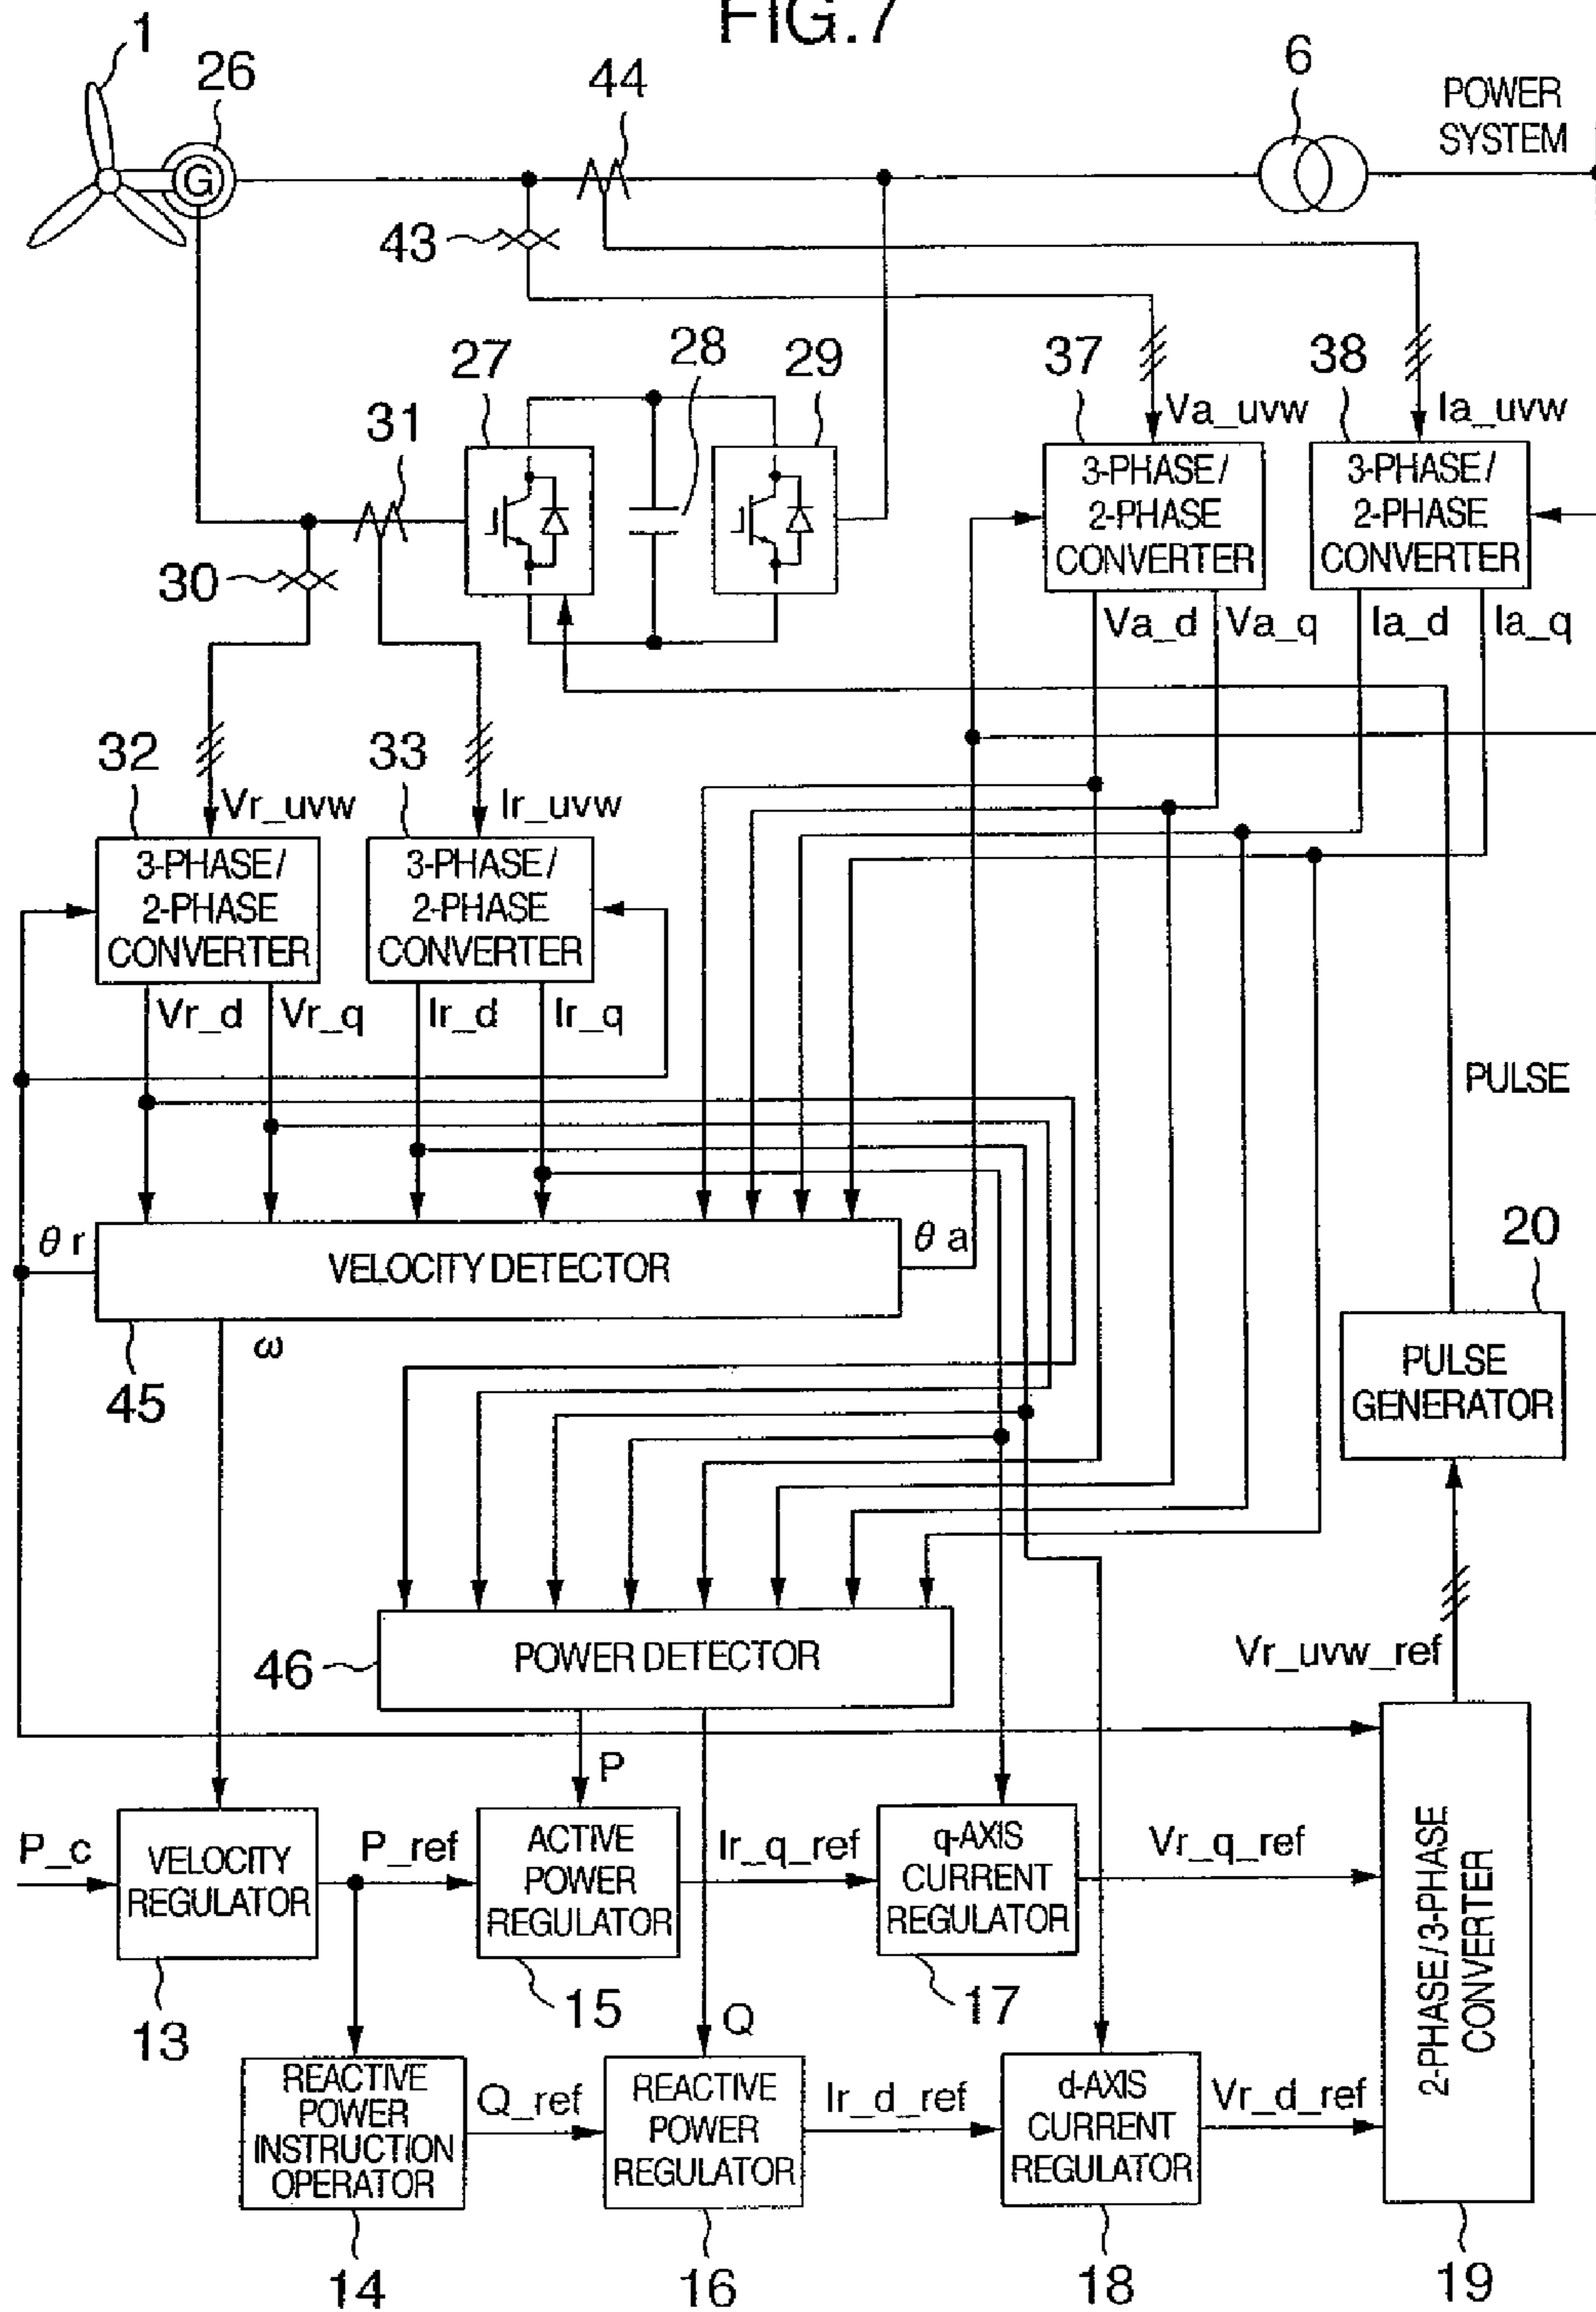 FIG.7
1
26
44
6
POWER
SYSTEM
G
43
27
28
29
37
38
31
Va_uvw
Ia_uvw
3-PHASE/
2-PHASE
CONVERTER
3-PHASE/
2-PHASE
CONVERTER
30
Va_d
Va_q
Ia_d
Ia_q
32
33
Vr_uvw
Ir_uvw
3-PHASE/
2-PHASE
CONVERTER
3-PHASE/
2-PHASE
CONVERTER
Vr_d
Vr_q
Ir_d
Ir_q
PULSE
θ r
VELOCITY DETECTOR
θ a
20
ω
45
PULSE
GENERATOR
46
POWER DETECTOR
Vr_uvw_ref
P
P_c
VELOCITY
REGULATOR
P_ref
ACTIVE
POWER
REGULATOR
Ir_q_ref
q-AXIS
CURRENT
REGULATOR
Vr_q_ref
2-PHASE/3-PHASE
CONVERTER
13
15
Q
17
REACTIVE
POWER
INSTRUCTION
OPERATOR
Q_ref
REACTIVE
POWER
REGULATOR
Ir_d_ref
d-AXIS
CURRENT
REGULATOR
Vr_d_ref
14
16
18
19